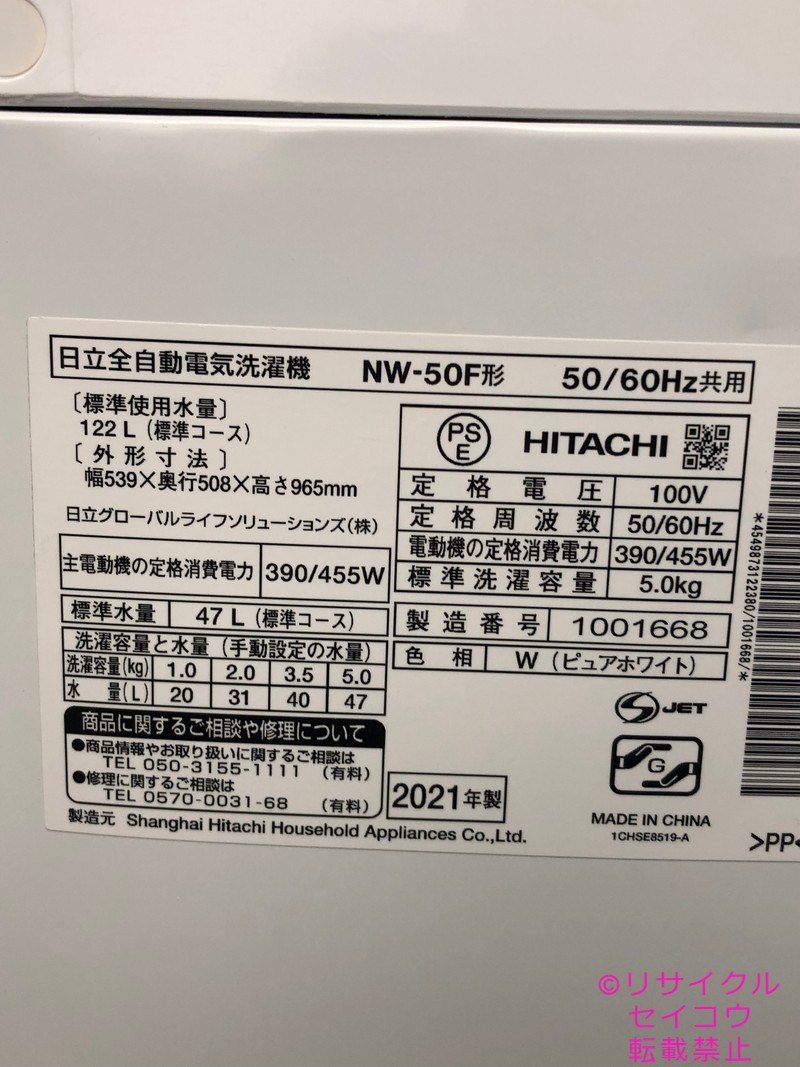 日立全自動電気洗濯機 NW-50F形 50/60Hz共用
〔標準使用水量〕
122 L (標準コース)
〔外形寸法〕
幅539×奥行508×高さ965mm
日立グローバルライフソリューションズ(株)
主電動機の定格消費電力 390/455W
標準水量 47 L (標準コース)
洗濯容量と水量 (手動設定の水量)
洗濯容量(kg) 1.0 2.0 3.5 5.0
水量(L) 20 31 40 47
商品に関するご相談や修理について
●商品情報やお取り扱いに関するご相談は
TEL 050-3155-1111 (有料)
●修理に関するご相談は
TEL 0570-0031-68 (有料)
製造元 Shanghai Hitachi Household Appliances Co.,Ltd.
2021年製
PS E HITACHI
定格電圧 100V
定格周波数 50/60Hz
電動機の定格消費電力 390/455W
標準洗濯容量 5.0kg
製造番号 1001668
色相 W (ピュアホワイト)
S JET
G
MADE IN CHINA
1CHSE8519-A
*4549873122380/1001668/*
>PP<
©リサイクル
セイコウ
転載禁止